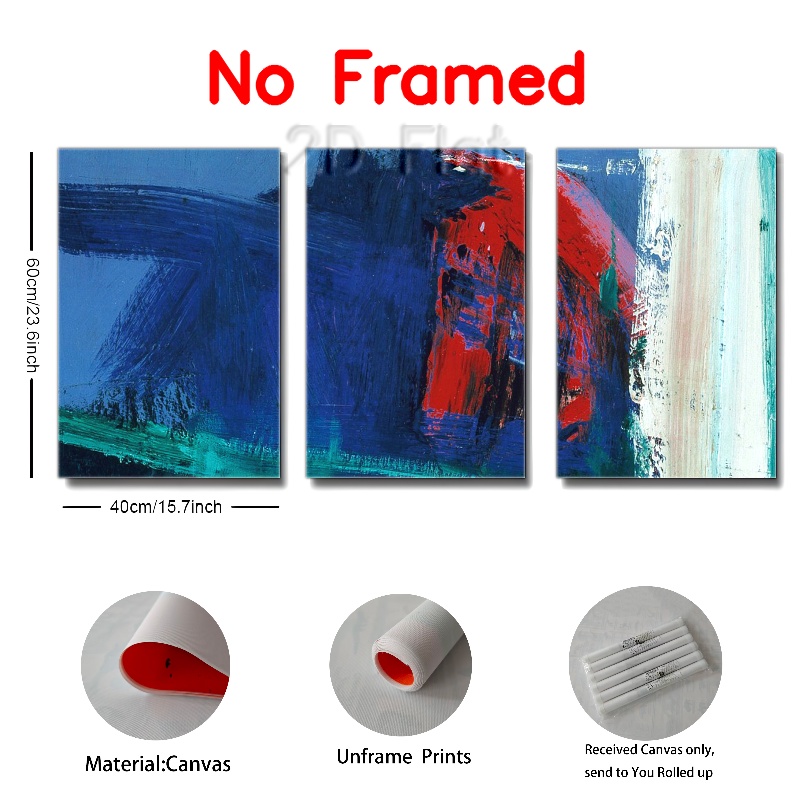 No Framed
2D Flat
60cm/23.6inch
40cm/15.7inch
Material:Canvas
Unframe Prints
Received Canvas only,
send to You Rolled up